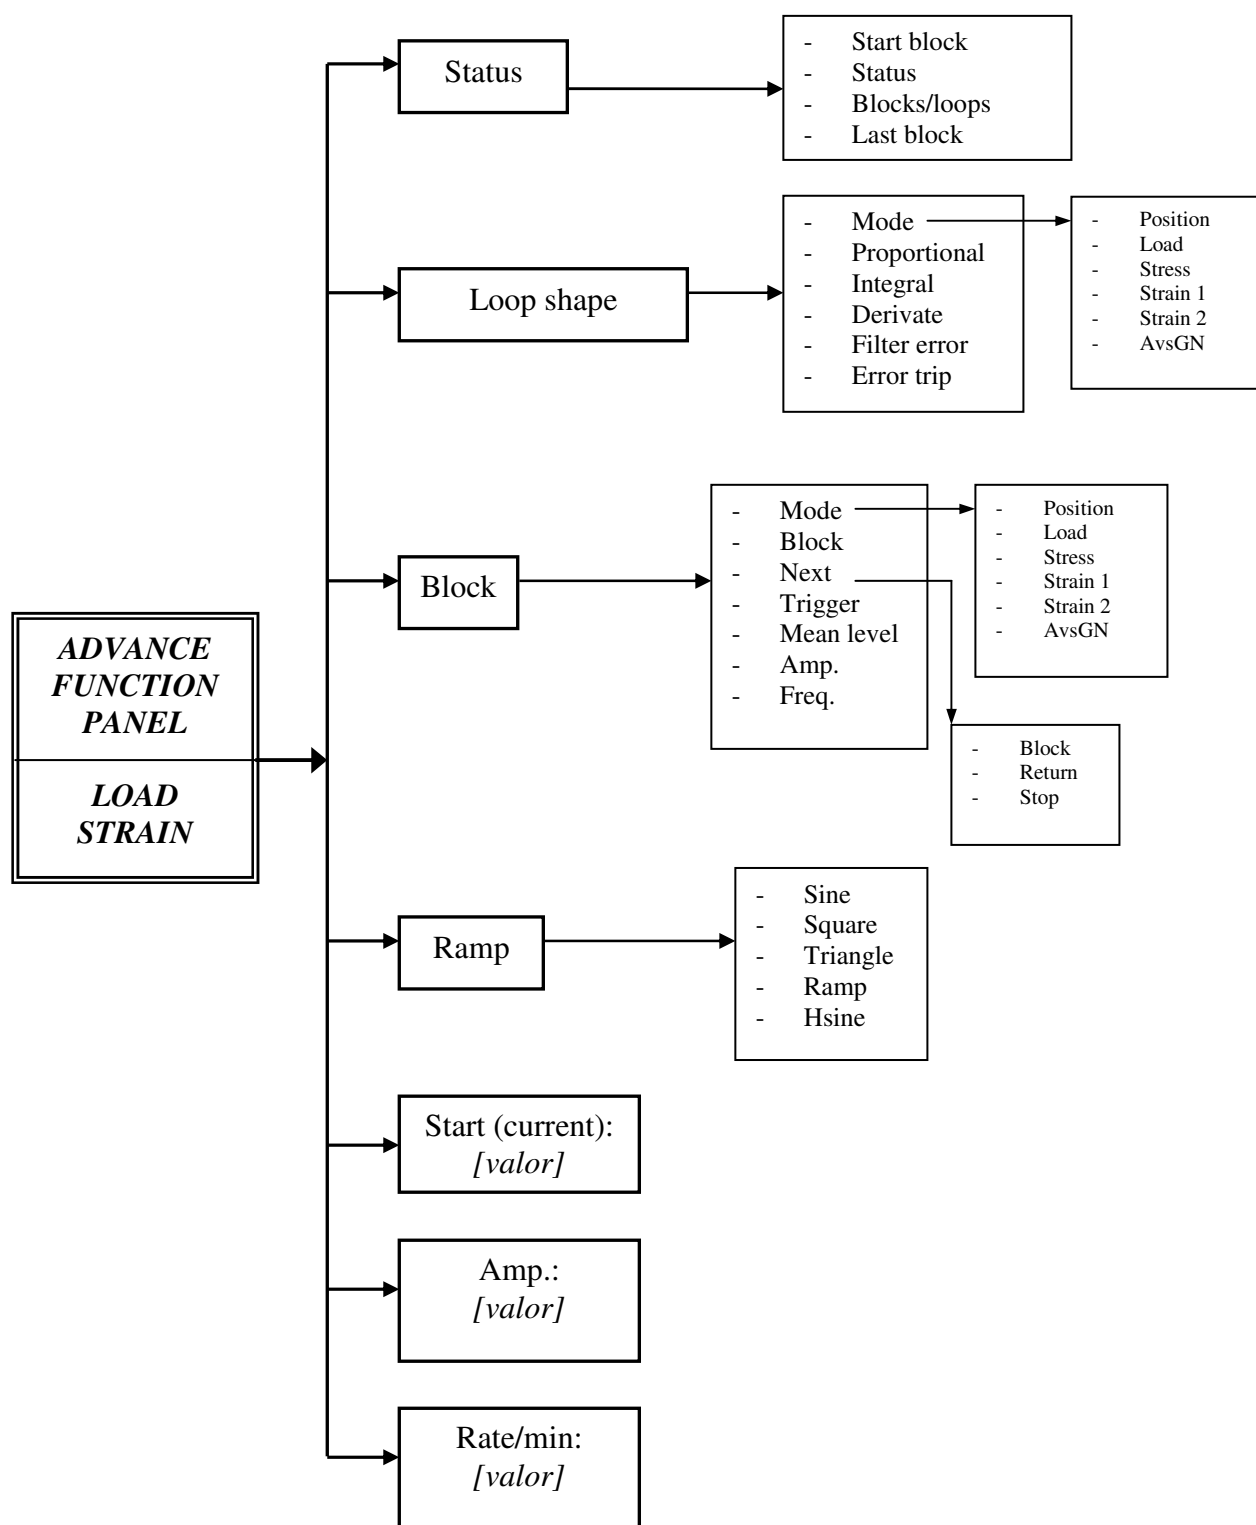 ADVANCE
FUNCTION
PANEL
LOAD
STRAIN
Status
- Start block
- Status
- Blocks/loops
- Last block
Loop shape
- Mode
- Proportional
- Integral
- Derivate
- Filter error
- Error trip
- Position
- Load
- Stress
- Strain 1
- Strain 2
- AvsGN
Block
- Mode
- Block
- Next
- Trigger
- Mean level
- Amp.
- Freq.
- Position
- Load
- Stress
- Strain 1
- Strain 2
- AvsGN
- Block
- Return
- Stop
Ramp
- Sine
- Square
- Triangle
- Ramp
- Hsine
Start (current):
[valor]
Amp.:
[valor]
Rate/min:
[valor]